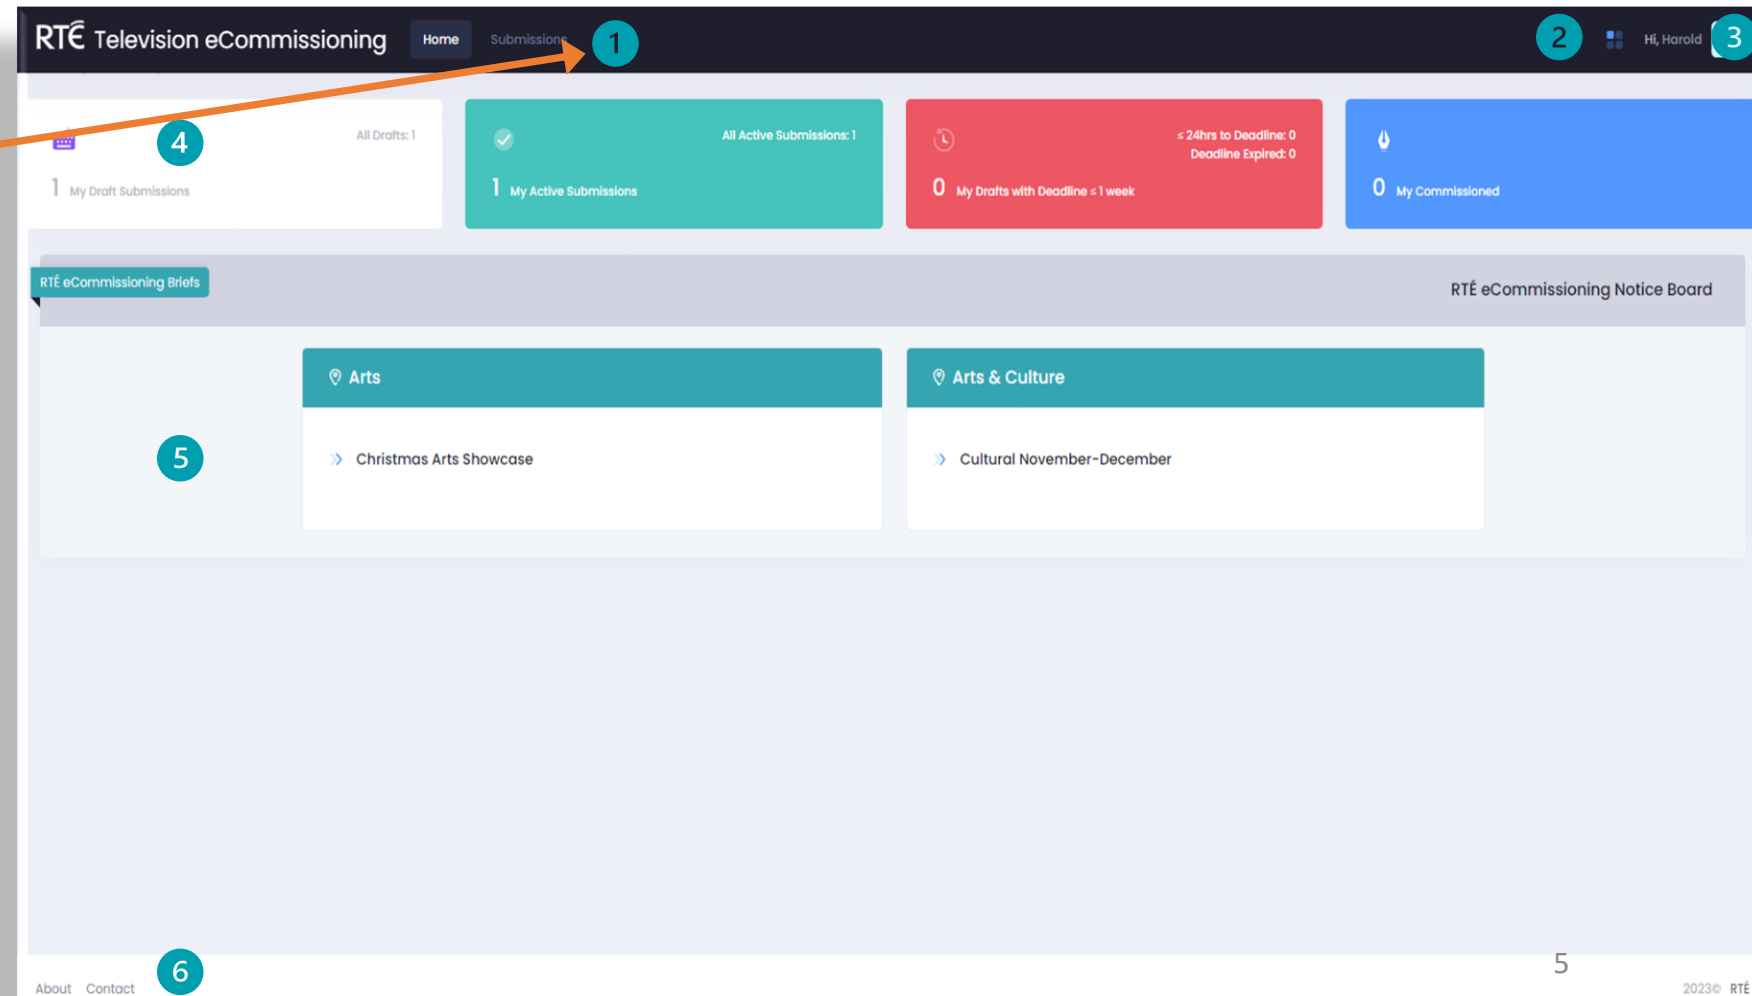 RTÉ Television eCommissioning Home Submissions 1 2 Hi, Harold 3
4 All Drafts: 1
1 My Draft Submissions
All Active Submissions: 1
1 My Active Submissions
≤ 24hrs to Deadline: 0
Deadline Expired: 0
0 My Drafts with Deadline ≤ 1 week
0 My Commissioned
RTÉ eCommissioning Briefs
RTÉ eCommissioning Notice Board
Arts
Christmas Arts Showcase
Arts & Culture
Cultural November-December
5
5
About Contact 6
2023© RTÉ